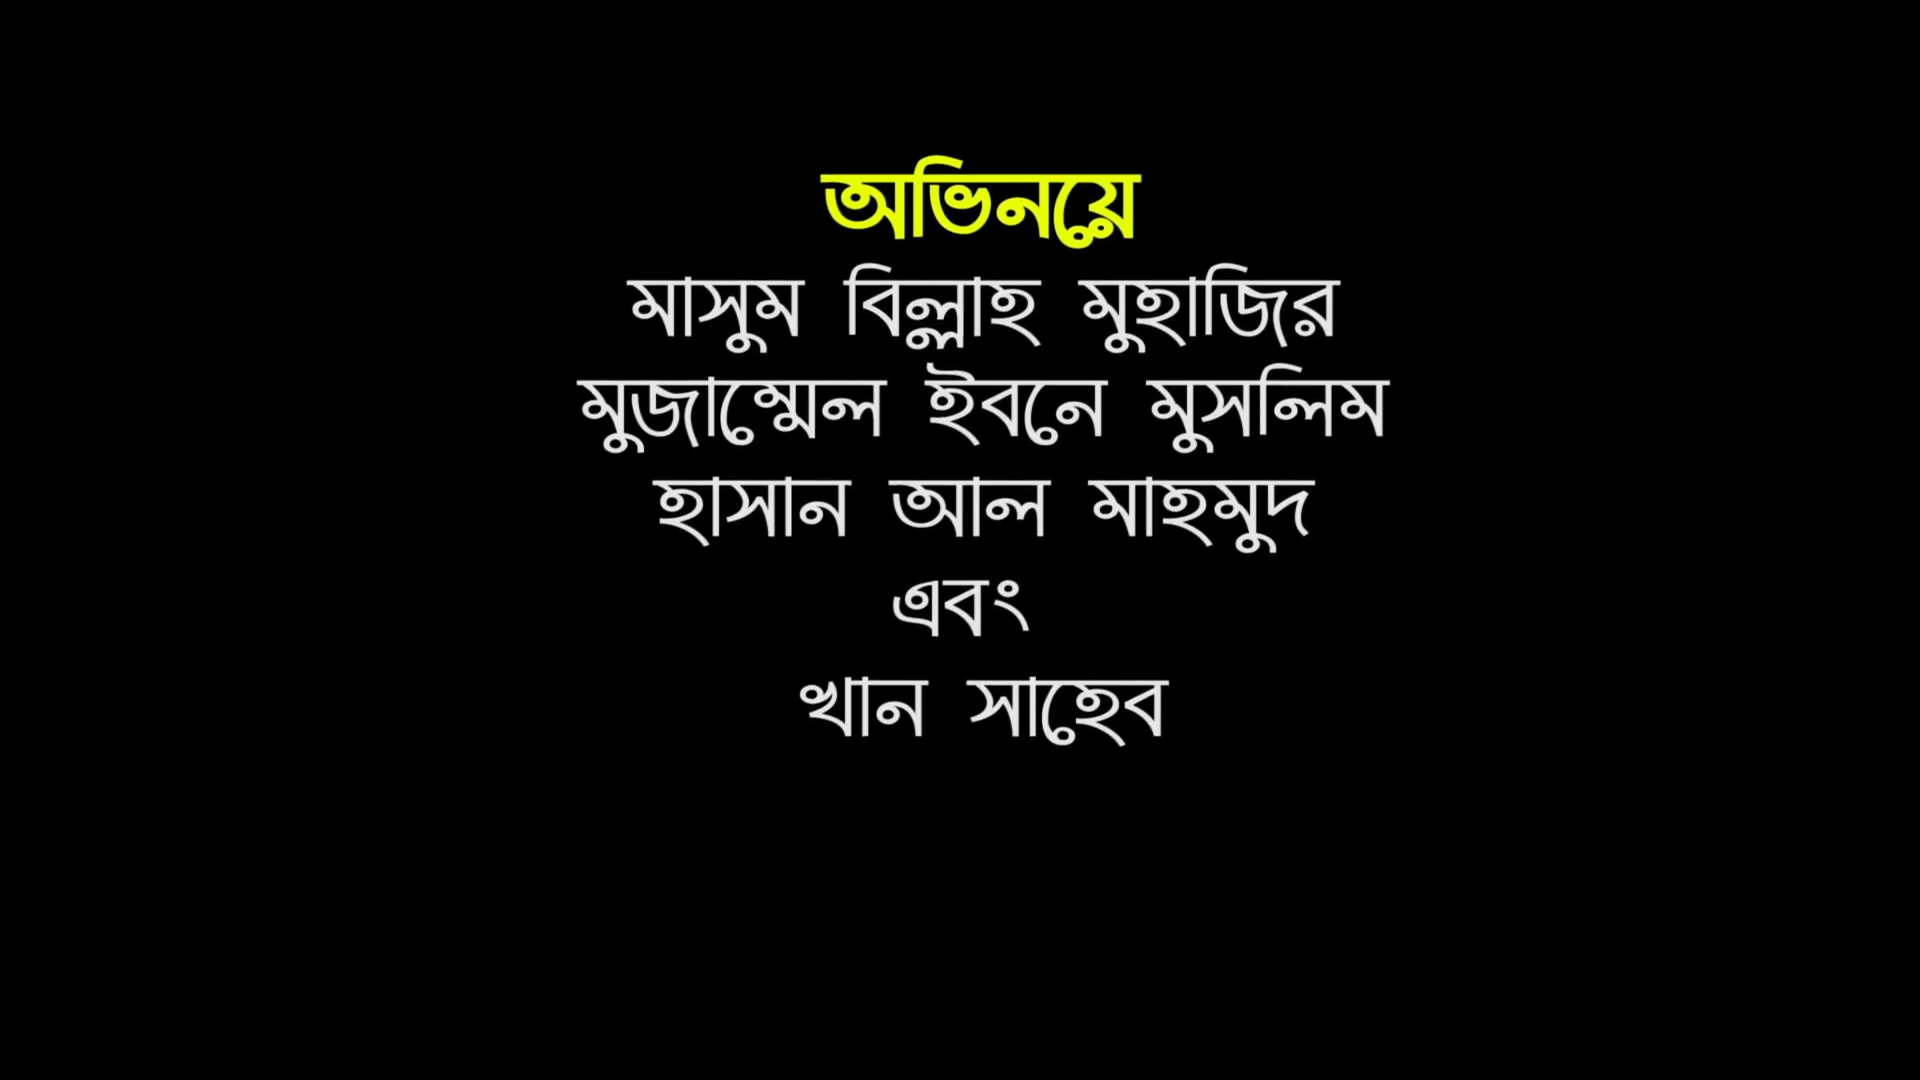 অভিনয়ে
মাসুম বিল্লাহ মুহাজির
মুজাম্মেল ইবনে মুসলিম
হাসান আল মাহমুদ
এবং
খান সাহেব